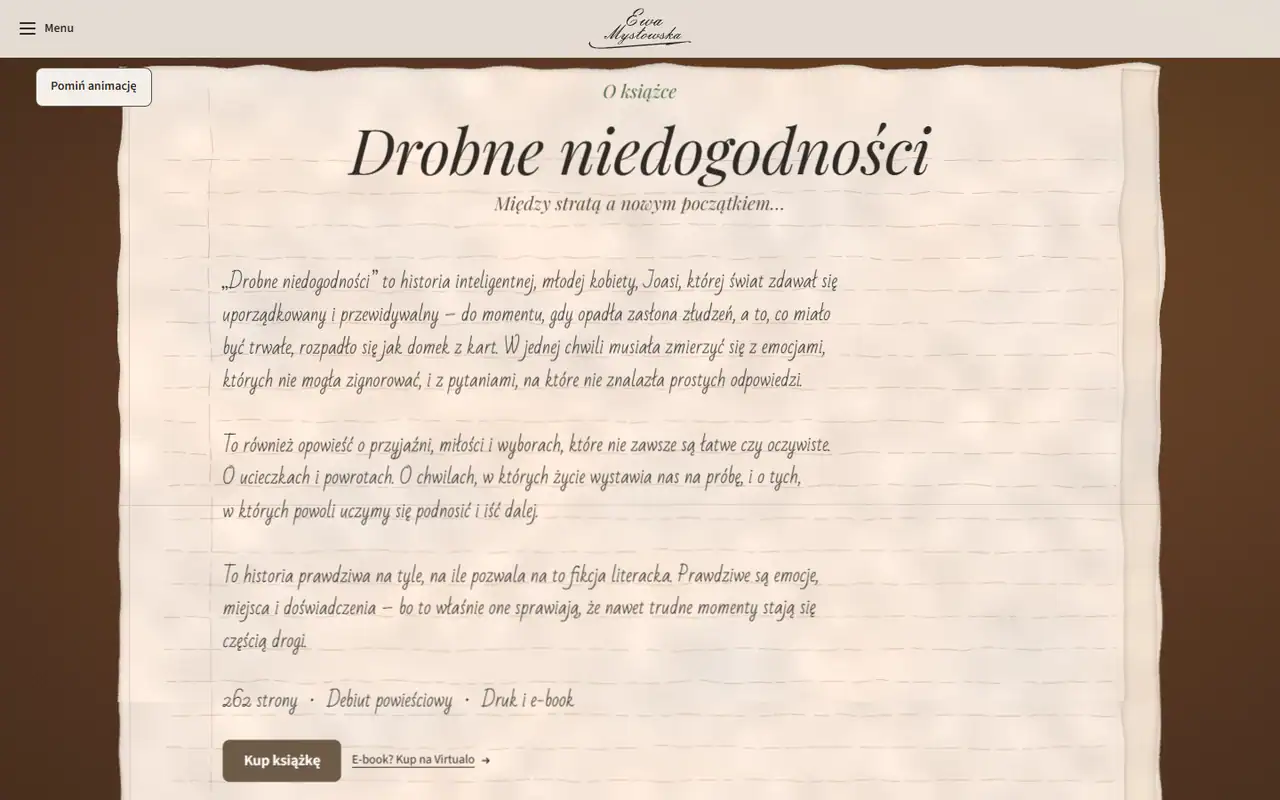 Menu
Ewa
Mysłowska
Pomiń animację
O książce
Drobne niedogodności
Między stratą a nowym początkiem...
„Drobne niedogodności” to historia inteligentnej, młodej kobiety, Joasi, której świat zdawał się
uporządkowany i przewidywalny – do momentu, gdy opadła zasłona złudzeń, a to, co miało
być trwałe, rozpadło się jak domek z kart. W jednej chwili musiała zmierzyć się z emocjami,
których nie mogła zignorować, i z pytaniami, na które nie znalazła prostych odpowiedzi.
To również opowieść o przyjaźni, miłości i wyborach, które nie zawsze są łatwe czy oczywiste.
O ucieczkach i powrotach. O chwilach, w których życie wystawia nas na próbę, i o tych,
w których powoli uczymy się podnosić i iść dalej.
To historia prawdziwa na tyle, na ile pozwala na to fikcja literacka. Prawdziwe są emocje,
miejsca i doświadczenia – bo to właśnie one sprawiają, że nawet trudne momenty stają się
częścią drogi.
262 strony · Debiut powieściowy · Druk i e-book
Kup książkę
E-book? Kup na Virtualo →